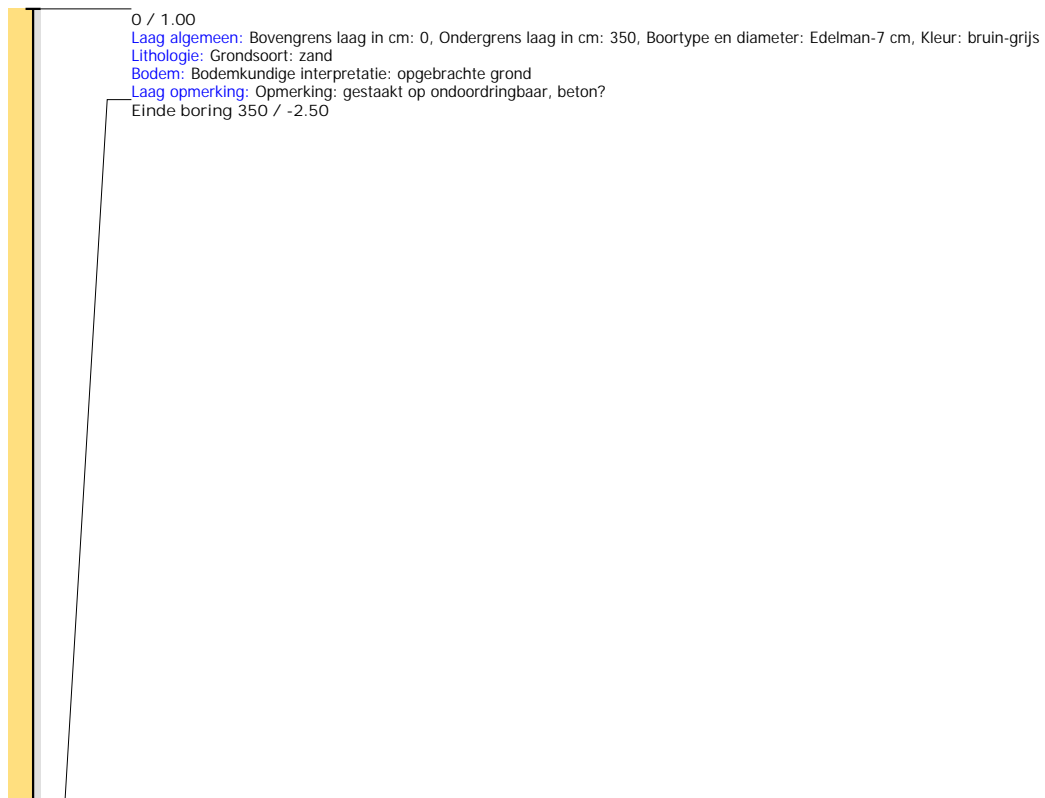 0 / 1.00
Laag algemeen: Bovengrens laag in cm: 0, Ondergrens laag in cm: 350, Boortype en diameter: Edelman-7 cm, Kleur: bruin-grijs
Lithologie: Grondsoort: zand
Bodem: Bodemkundige interpretatie: opgebrachte grond
Laag opmerking: Opmerking: gestaakt op ondoordringbaar, beton?
Einde boring 350 / -2.50